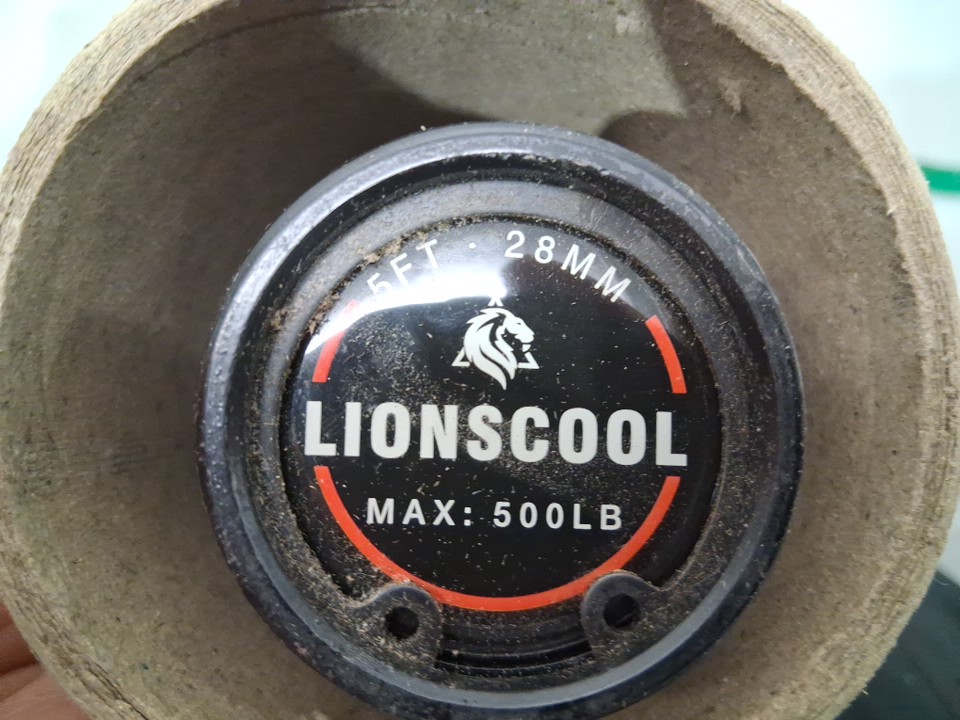 5FT · 28MM
LIONSCOOL
MAX: 500LB